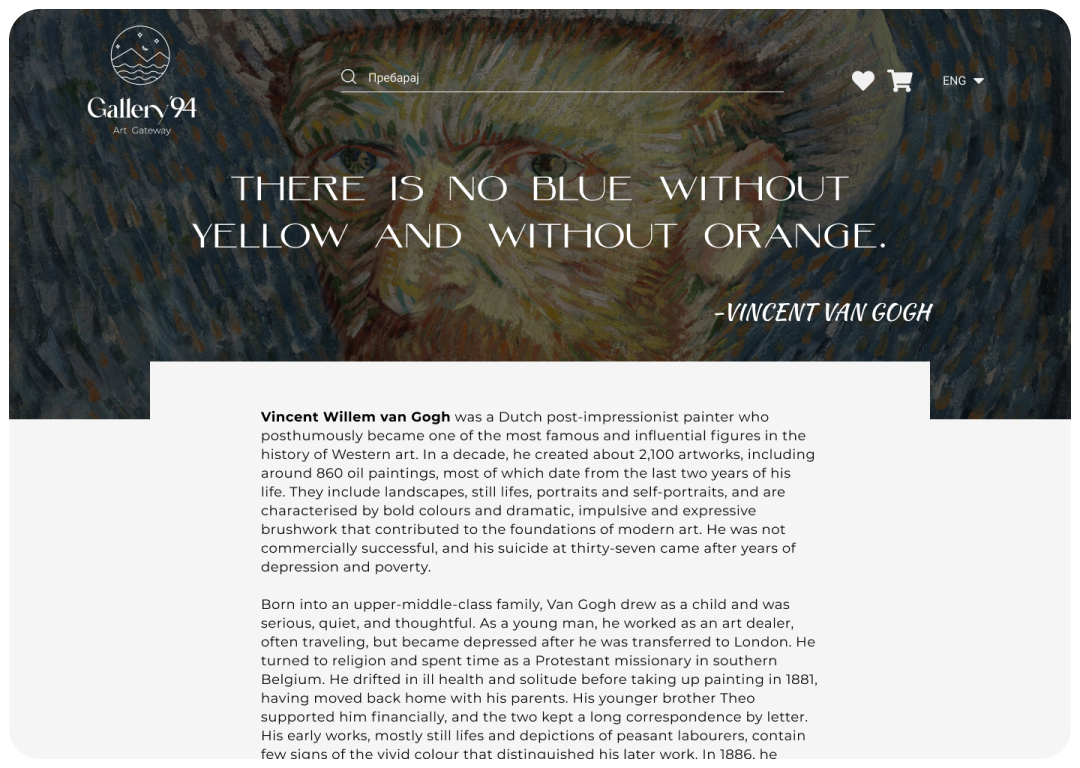 Gallery'94
Art Gateway
Пребарај
ENG
THERE IS NO BLUE WITHOUT
YELLOW AND WITHOUT ORANGE.
-VINCENT VAN GOGH
Vincent Willem van Gogh was a Dutch post-impressionist painter who
posthumously became one of the most famous and influential figures in the
history of Western art. In a decade, he created about 2,100 artworks, including
around 860 oil paintings, most of which date from the last two years of his
life. They include landscapes, still lifes, portraits and self-portraits, and are
characterised by bold colours and dramatic, impulsive and expressive
brushwork that contributed to the foundations of modern art. He was not
commercially successful, and his suicide at thirty-seven came after years of
depression and poverty.
Born into an upper-middle-class family, Van Gogh drew as a child and was
serious, quiet, and thoughtful. As a young man, he worked as an art dealer,
often traveling, but became depressed after he was transferred to London. He
turned to religion and spent time as a Protestant missionary in southern
Belgium. He drifted in ill health and solitude before taking up painting in 1881,
having moved back home with his parents. His younger brother Theo
supported him financially, and the two kept a long correspondence by letter.
His early works, mostly still lifes and depictions of peasant labourers, contain
few signs of the vivid colour that distinguished his later work. In 1886, he